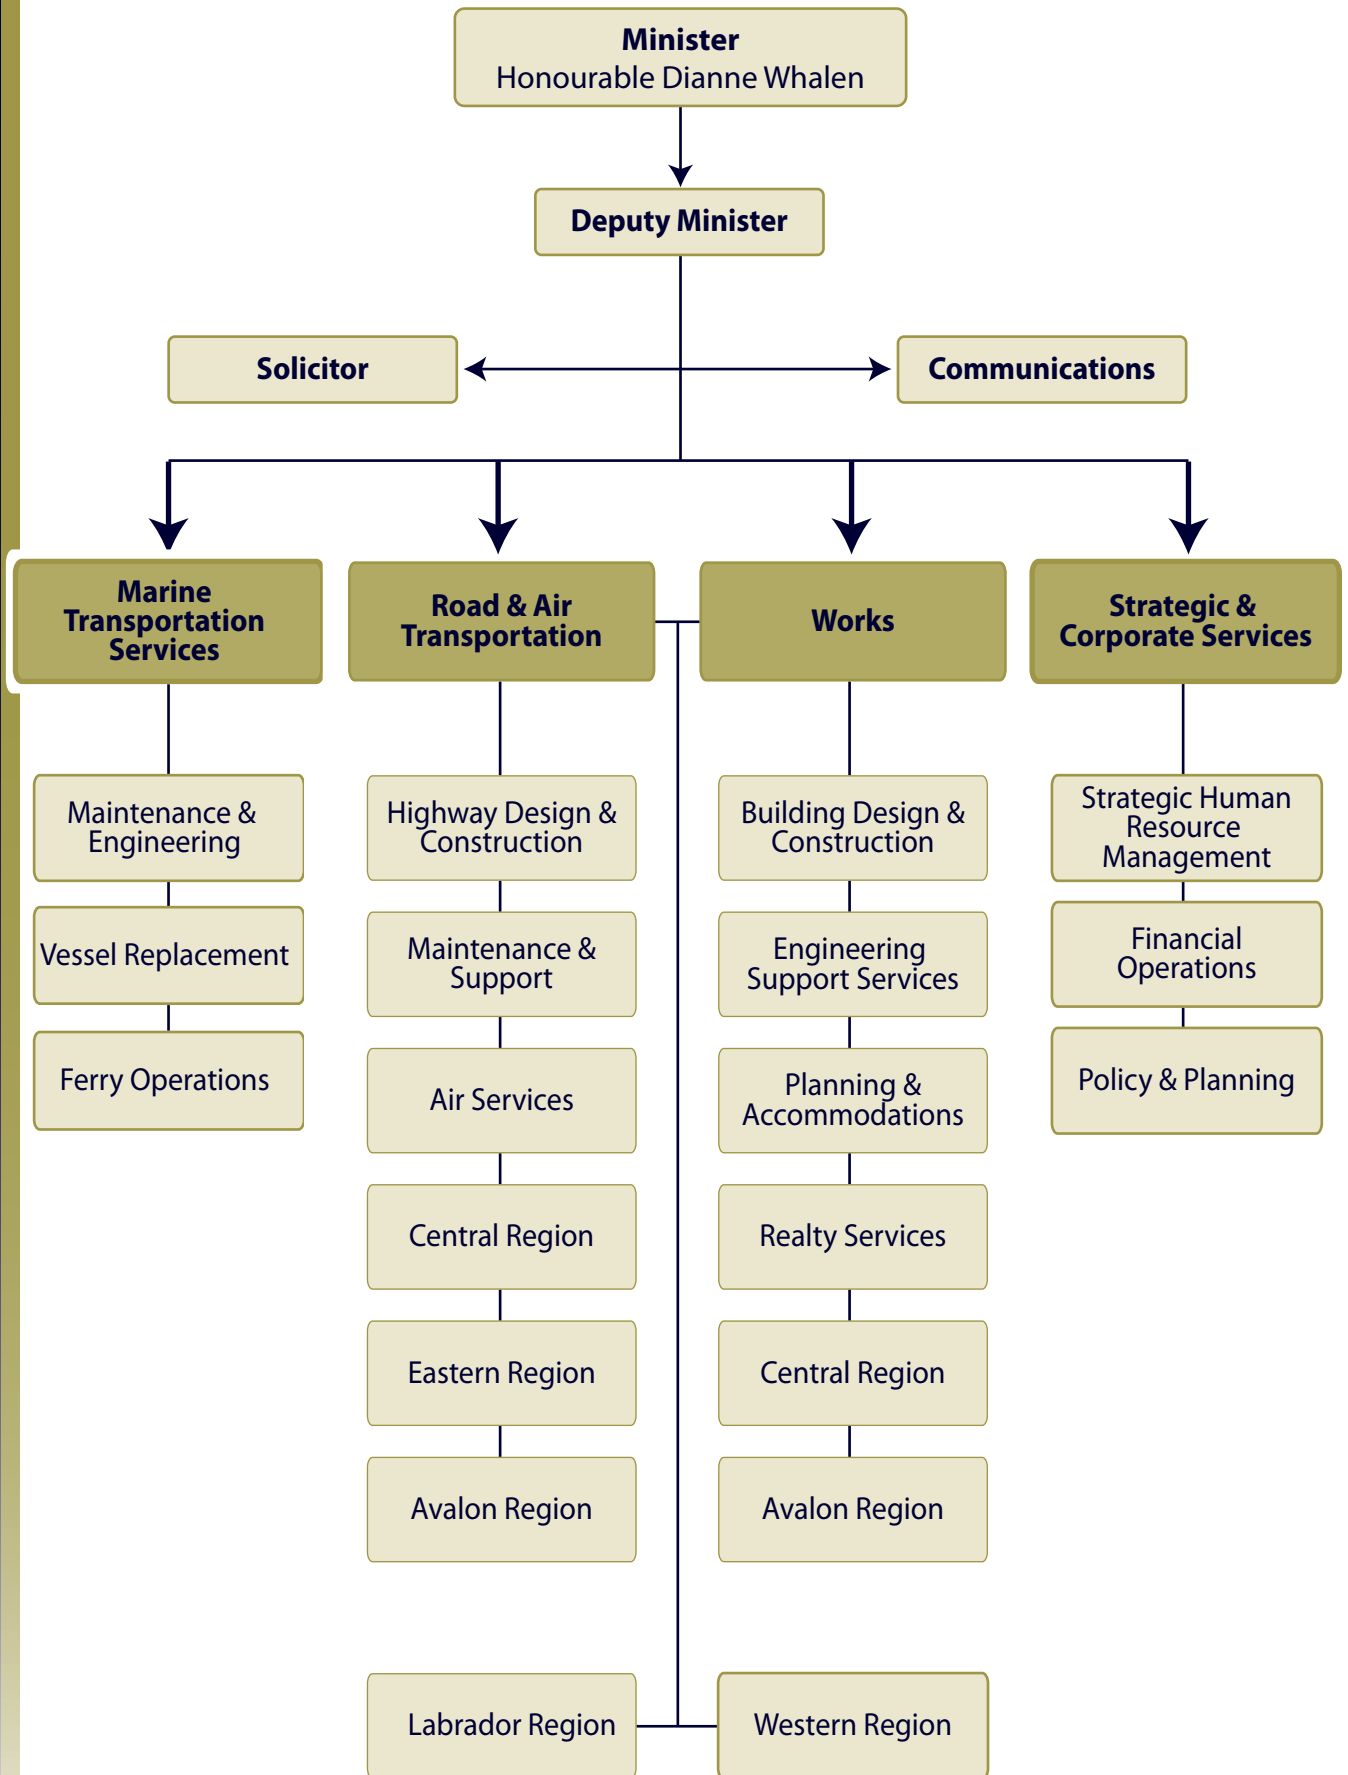 Minister
Honourable Dianne Whalen
Deputy Minister
Solicitor
Communications
Marine
Transportation
Services
Road & Air
Transportation
Works
Strategic &
Corporate Services
Maintenance &
Engineering
Vessel Replacement
Ferry Operations
Highway Design &
Construction
Maintenance &
Support
Air Services
Central Region
Eastern Region
Avalon Region
Building Design &
Construction
Engineering
Support Services
Planning &
Accommodations
Realty Services
Central Region
Avalon Region
Strategic Human
Resource
Management
Financial
Operations
Policy & Planning
Labrador Region
Western Region